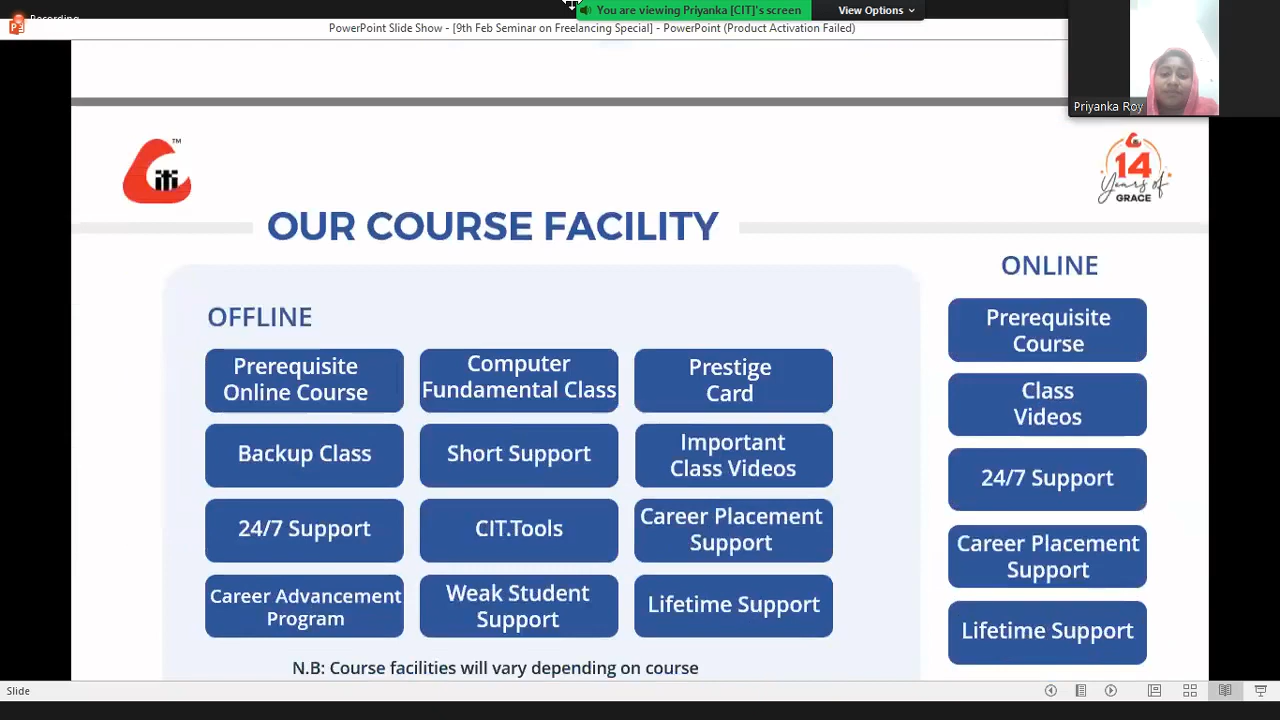 Recording
You are viewing Priyanka [CIT]'s screen
View Options
PowerPoint Slide Show - [9th Feb Seminar on Freelancing Special] - PowerPoint (Product Activation Failed)
Priyanka Roy
iTi
TM
14
Years of
GRACE
OUR COURSE FACILITY
OFFLINE
Prerequisite
Online Course
Computer
Fundamental Class
Prestige
Card
Backup Class
Short Support
Important
Class Videos
24/7 Support
CIT.Tools
Career Placement
Support
Career Advancement
Program
Weak Student
Support
Lifetime Support
N.B: Course facilities will vary depending on course
ONLINE
Prerequisite
Course
Class
Videos
24/7 Support
Career Placement
Support
Lifetime Support
Slide